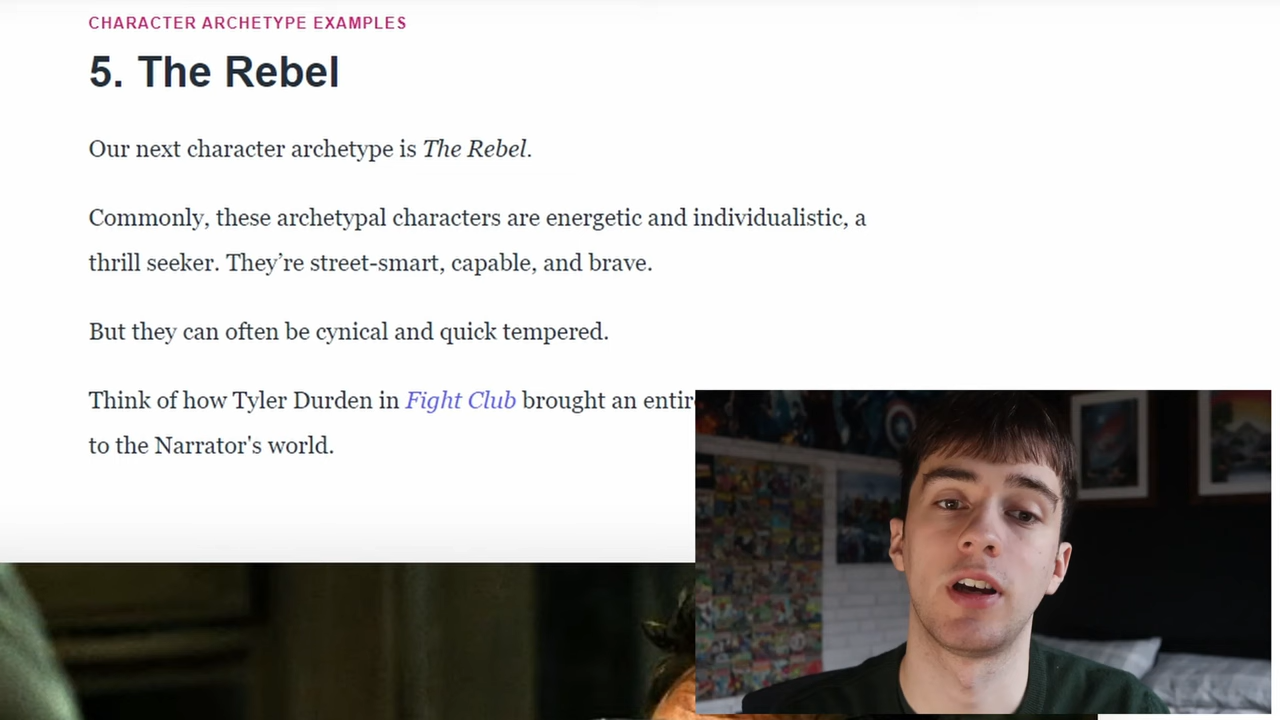 CHARACTER ARCHETYPE EXAMPLES
5. The Rebel
Our next character archetype is The Rebel.
Commonly, these archetypal characters are energetic and individualistic, a
thrill seeker. They’re street-smart, capable, and brave.
But they can often be cynical and quick tempered.
Think of how Tyler Durden in Fight Club brought an
to the Narrator's world.